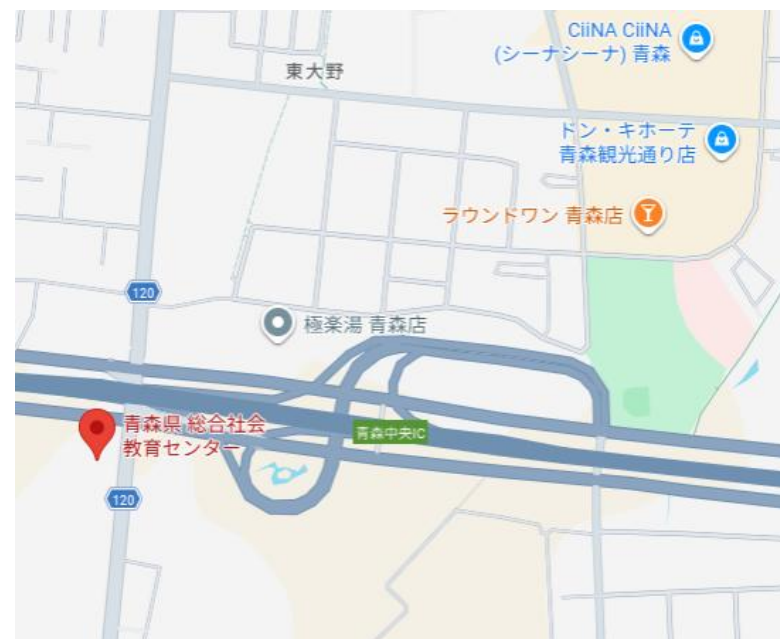 CiiNA CiiNA
(シーナシーナ) 青森
東大野
ドン・キホーテ
青森観光通り店
ラウンドワン 青森店
120
極楽湯 青森店
青森県 総合社会
教育センター
青森中央IC
120